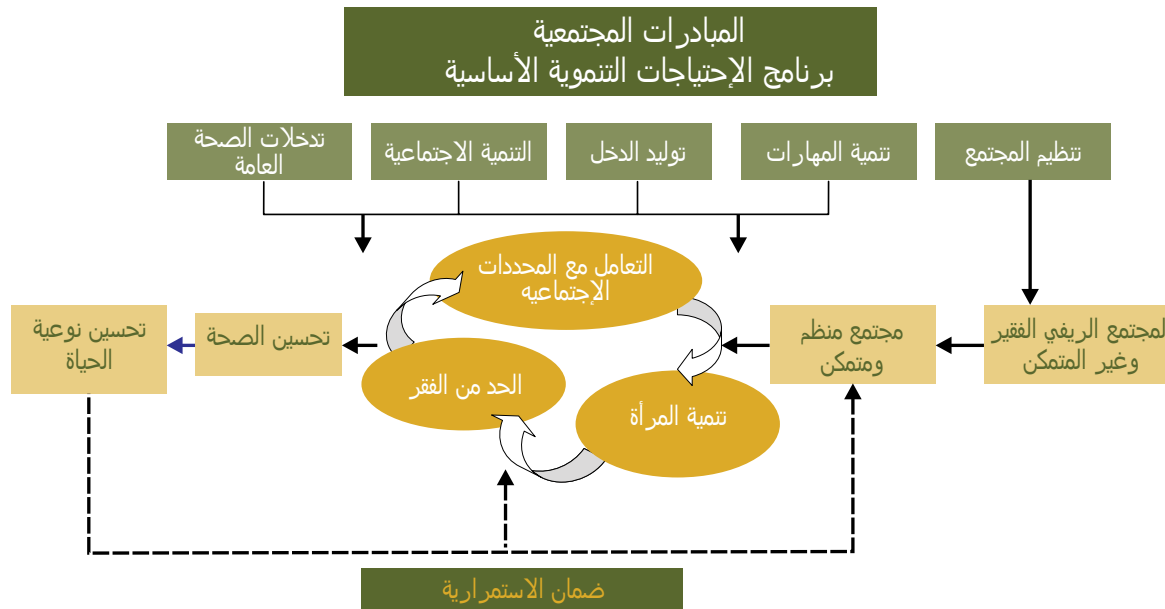 المبادرات المجتمعية
برنامج الإحتياجات التنموية الأساسية
تنظيم المجتمع
تنمية المهارات
توليد الدخل
التنمية الاجتماعية
تدخلات الصحة
العامة
التعامل مع المحددات
الإجتماعيه
لمجتمع الريفي الفقير
وغير المتمكن
مجتمع منظم
ومتمكن
تنمية المرأة
الحد من الفقر
تحسين الصحة
تحسين نوعية
الحياة
ضمان الاستمرارية